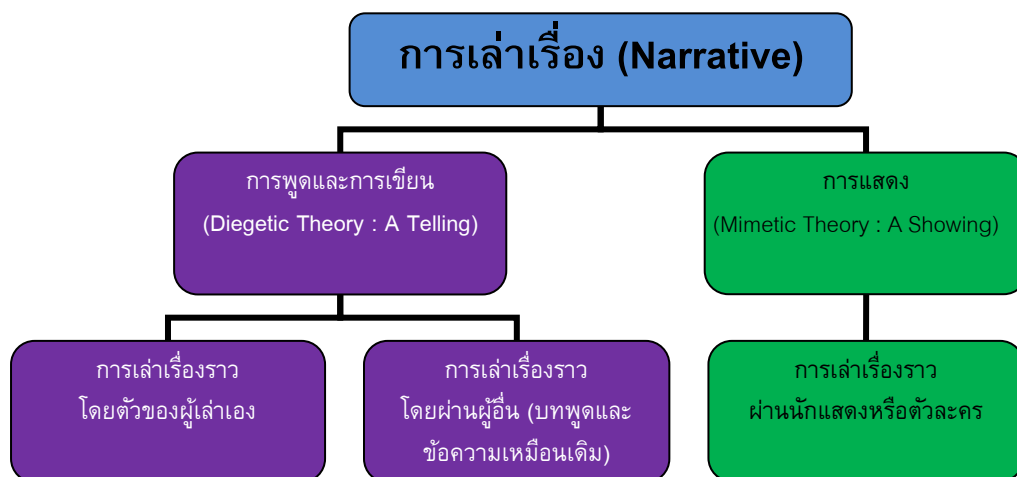 การเล่าเรื่อง (Narrative)
การพูดและการเขียน
(Diegetic Theory : A Telling)
การแสดง
(Mimetic Theory : A Showing)
การเล่าเรื่องราว
โดยตัวของผู้เล่าเอง
การเล่าเรื่องราว
โดยผ่านผู้อื่น (บทพูดและ
ข้อความเหมือนเดิม)
การเล่าเรื่องราว
ผ่านนักแสดงหรือตัวละคร